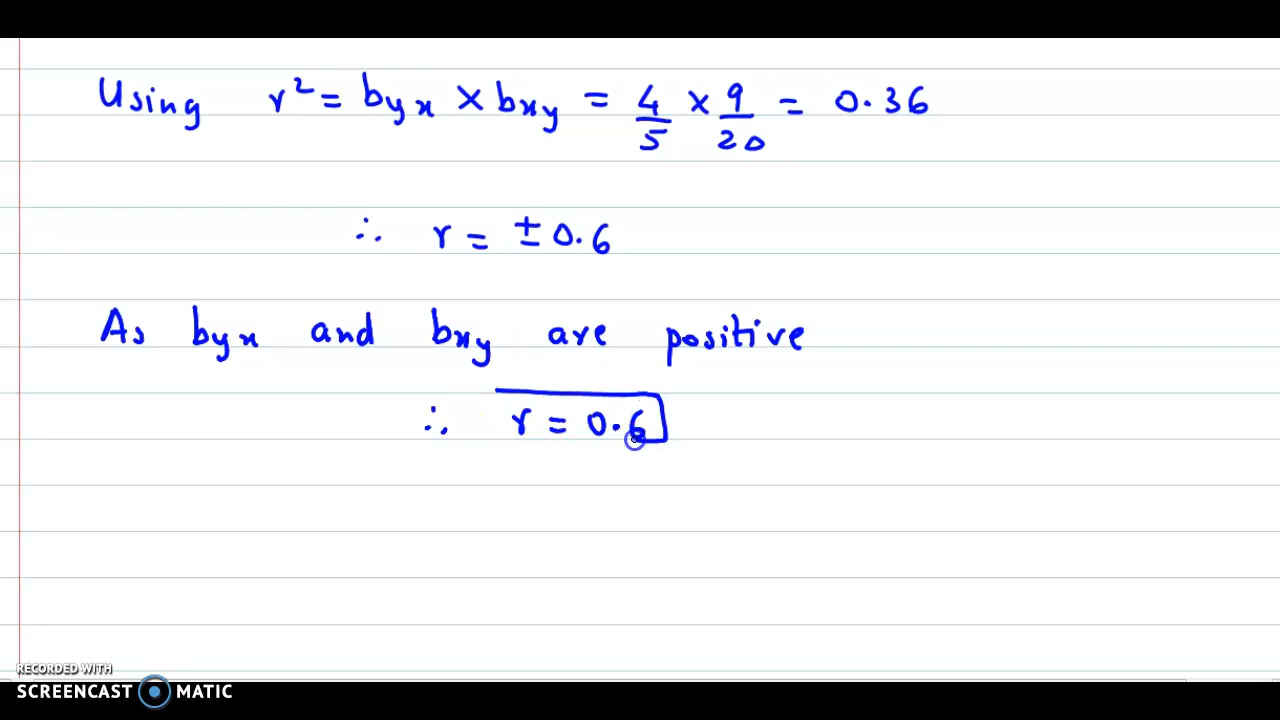 Using r² = byx × bxy = 4/5 × 9/20 = 0.36
∴ r = ±0.6
As byx and bxy are positive
∴ r = 0.6
RECORDED WITH
SCREENCAST MATIC